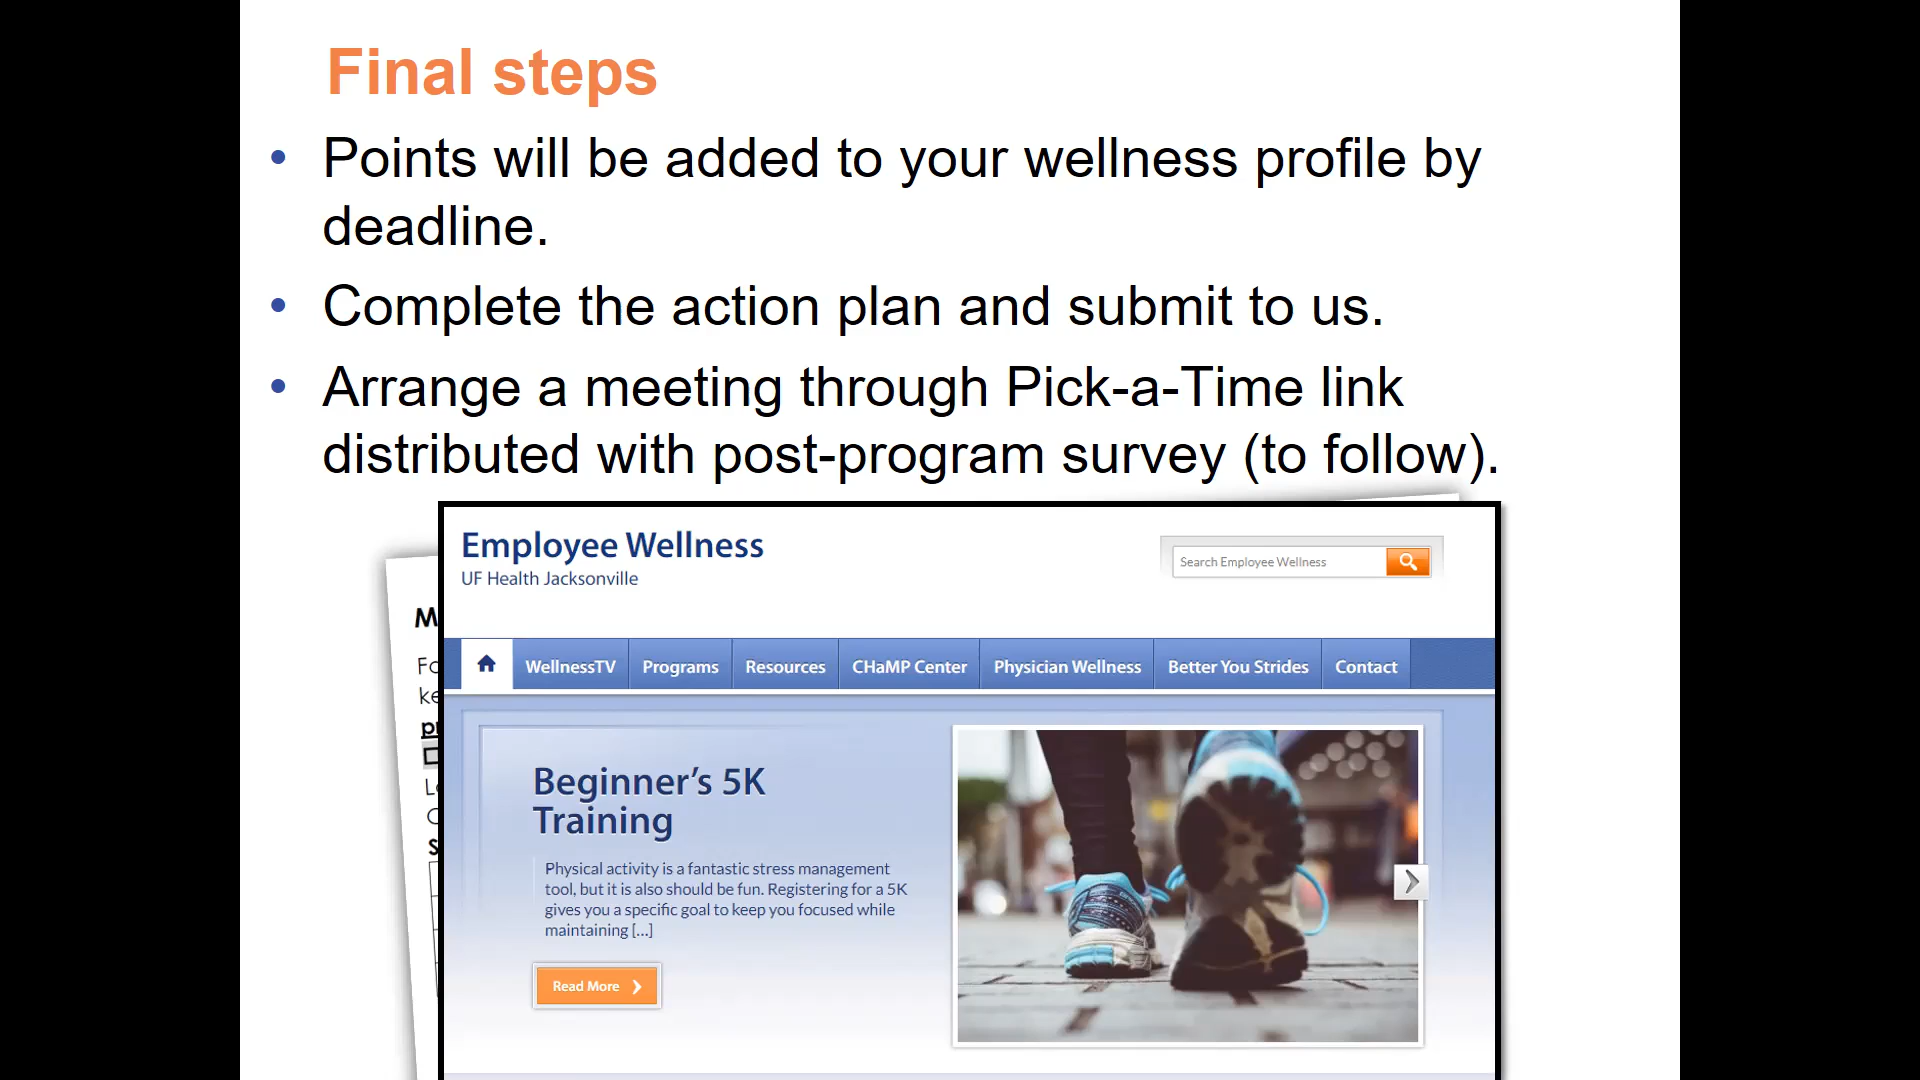 Final steps
• Points will be added to your wellness profile by
deadline.
• Complete the action plan and submit to us.
• Arrange a meeting through Pick-a-Time link
distributed with post-program survey (to follow).
Employee Wellness
UF Health Jacksonville
Search Employee Wellness
WellnessTV Programs Resources CHaMP Center Physician Wellness Better You Strides Contact
Beginner’s 5K
Training
Physical activity is a fantastic stress management
tool, but it is also should be fun. Registering for a 5K
gives you a specific goal to keep you focused while
maintaining [...]
Read More